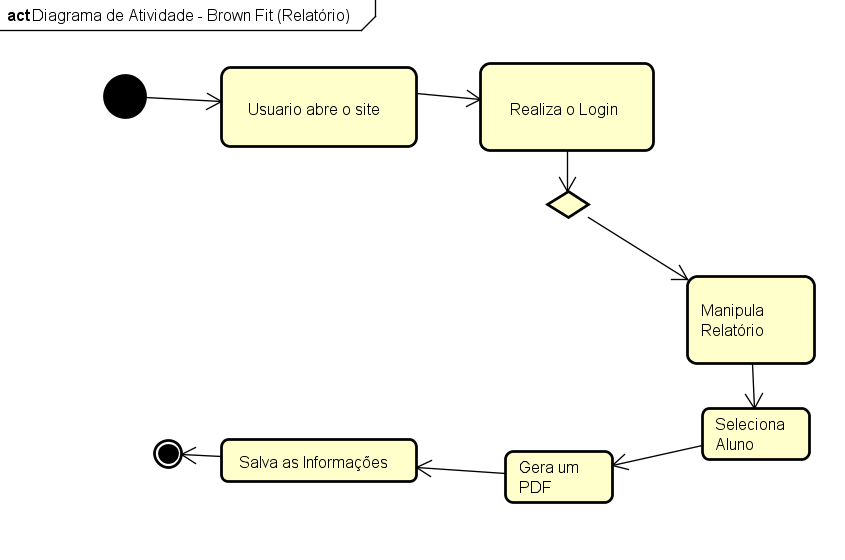 act Diagrama de Atividade - Brown Fit (Relatório)
Usuario abre o site
Realiza o Login
Manipula
Relatório
Seleciona
Aluno
Gera um
PDF
Salva as Informações